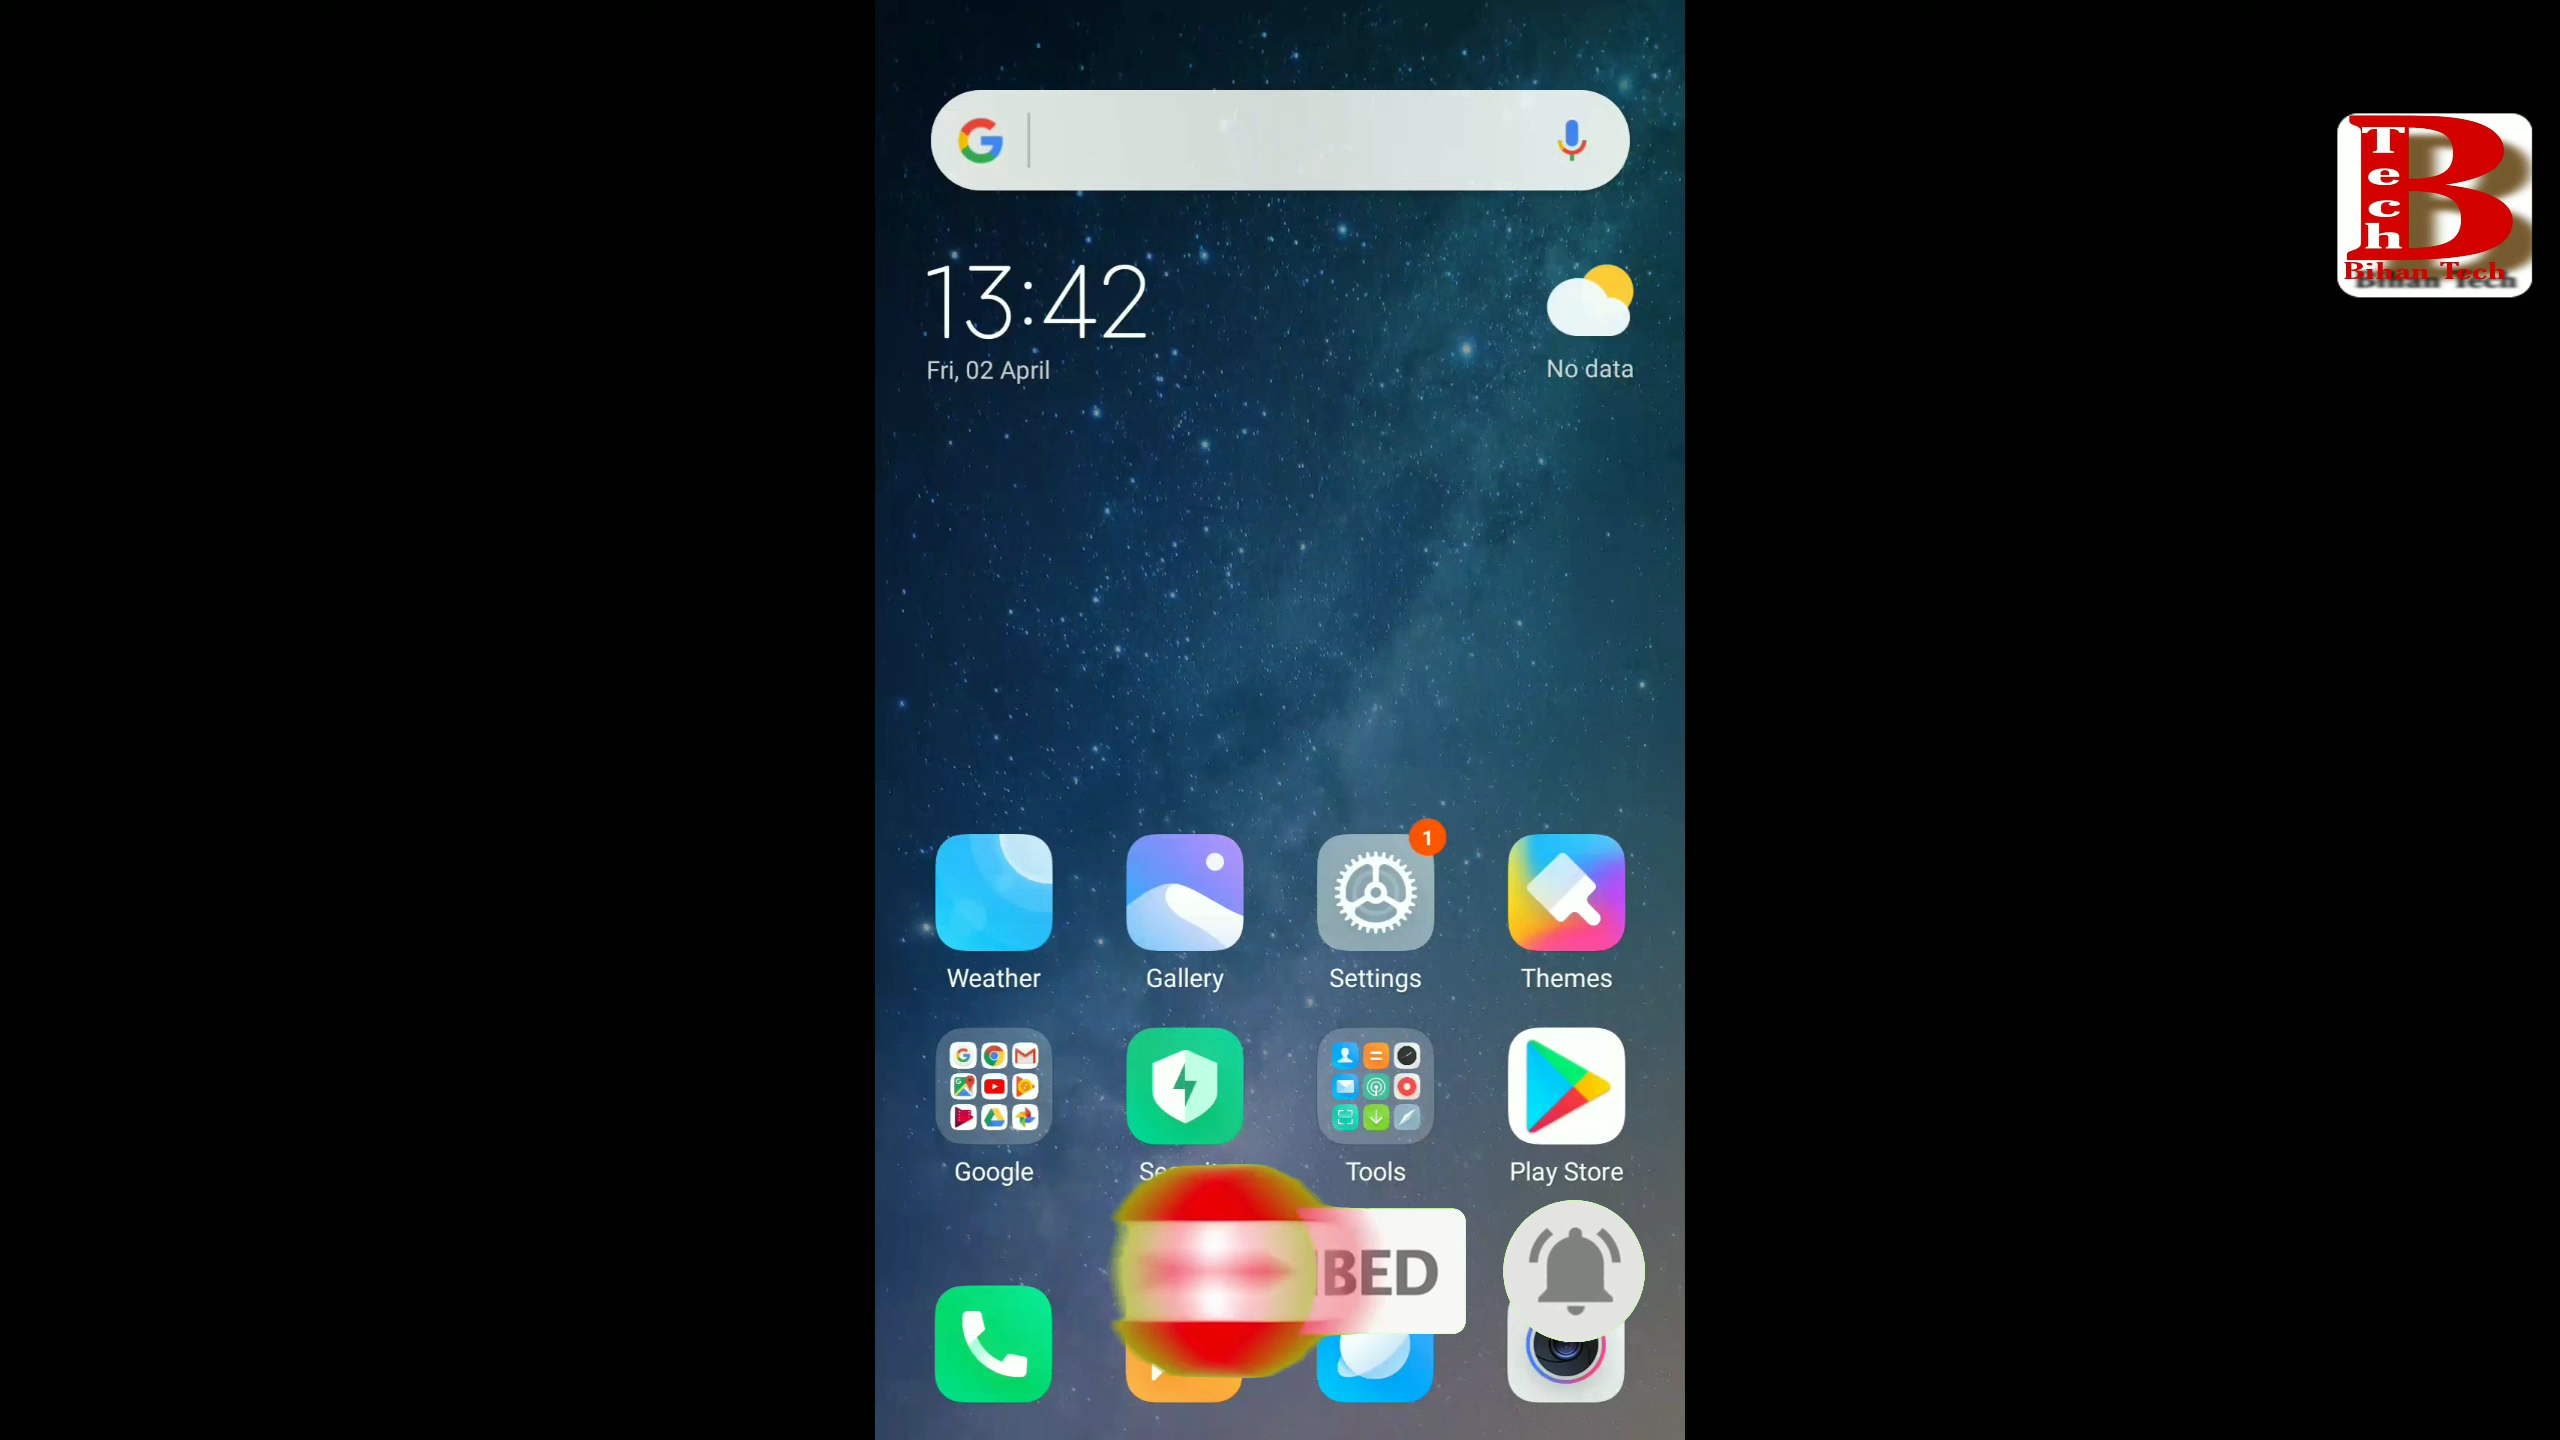 13:42
Fri, 02 April
No data
1
Weather
Gallery
Settings
Themes
Google
Tools
Play Store
Tech
Bihan Tech